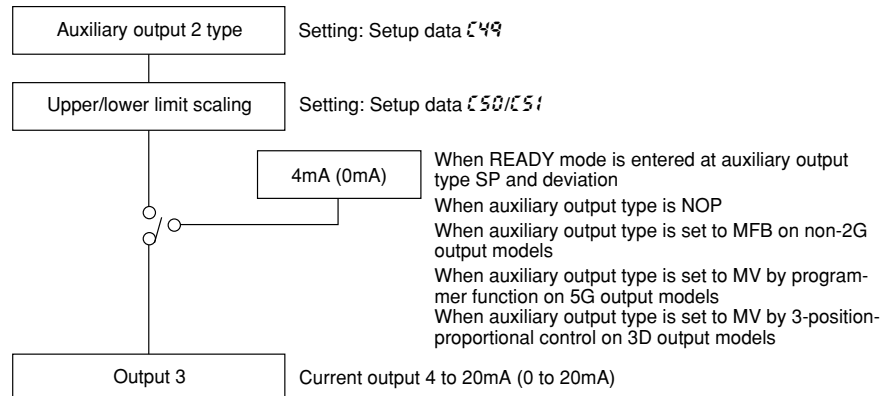 Auxiliary output 2 type
Setting: Setup data C49
Upper/lower limit scaling
Setting: Setup data C50/C51
4mA (0mA)
When READY mode is entered at auxiliary output
type SP and deviation
When auxiliary output type is NOP
When auxiliary output type is set to MFB on non-2G
output models
When auxiliary output type is set to MV by program-
mer function on 5G output models
When auxiliary output type is set to MV by 3-position-
proportional control on 3D output models
Output 3
Current output 4 to 20mA (0 to 20mA)